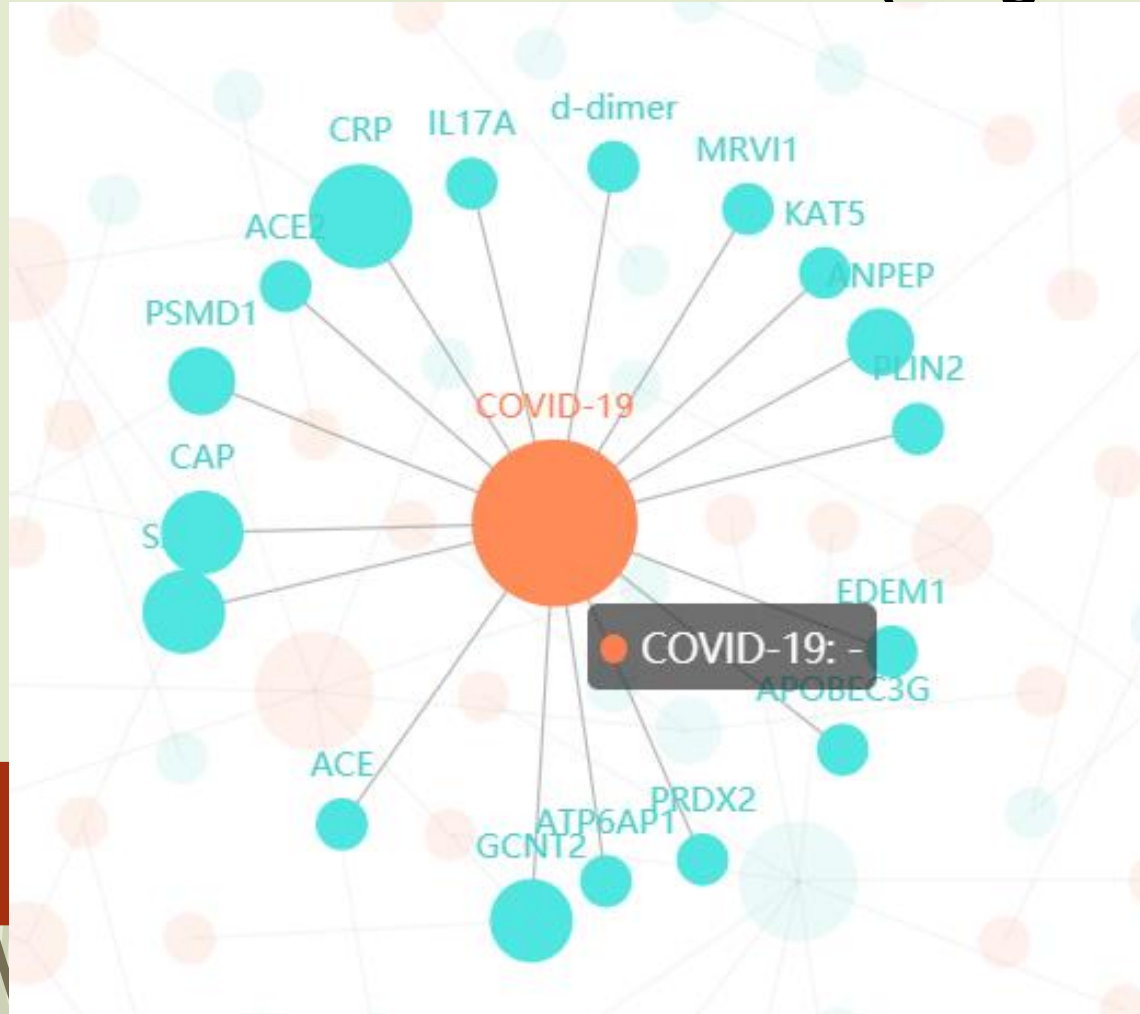 d-dimer
IL17A
CRP
MRVI1
KAT5
ACE2
ANPEP
PSMD1
PLIN2
COVID-19
CAP
EDEM1
COVID-19: -
APOBEC3G
ACE
PRDX2
ATP6AP1
GCNT2